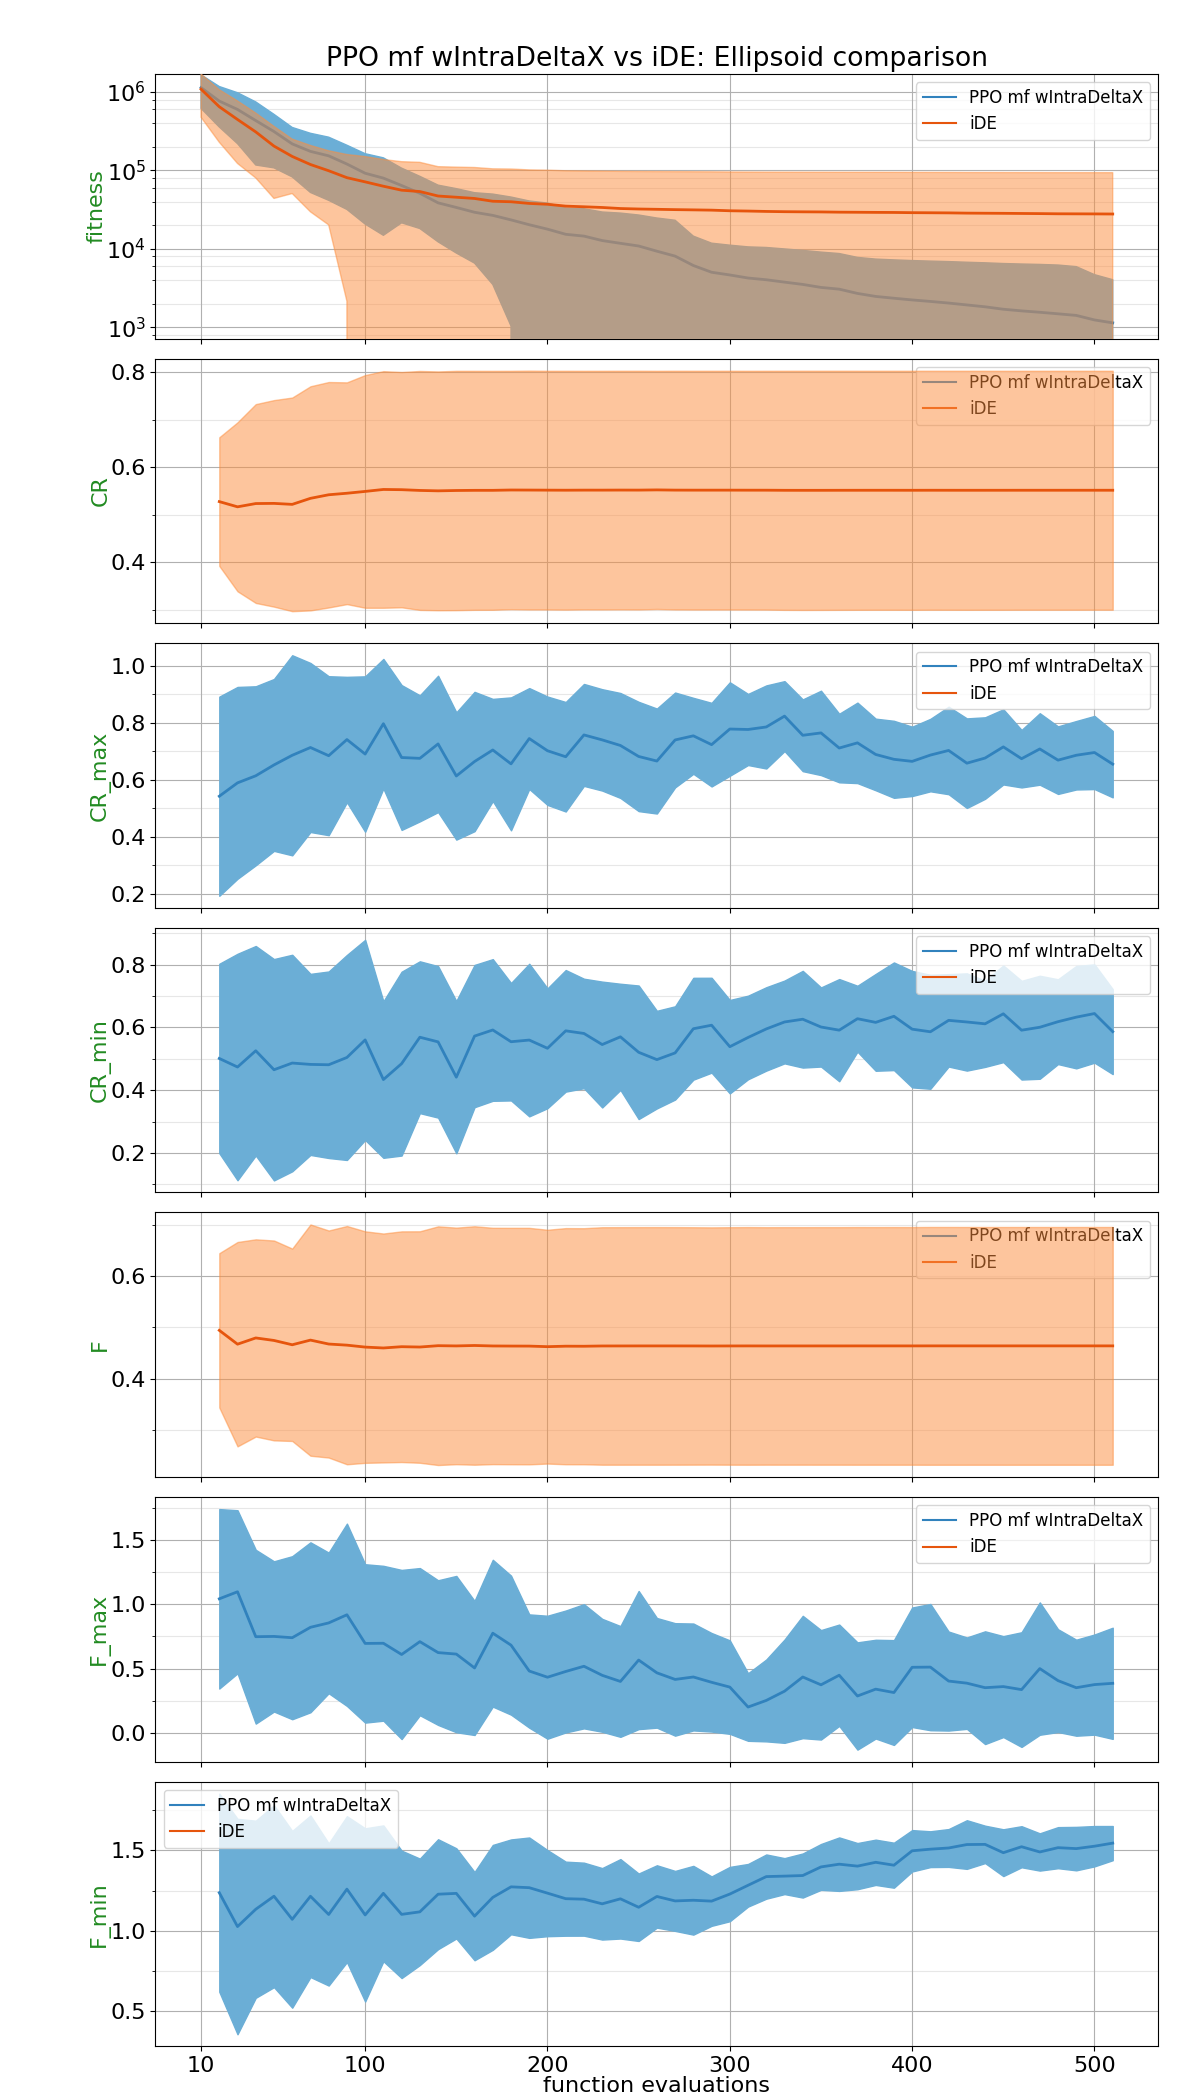 PPO mf wIntraDeltaX vs iDE: Ellipsoid comparison
fitness
10⁶
10⁵
10⁴
10³
PPO mf wIntraDeltaX
iDE
CR
0.8
0.6
0.4
PPO mf wIntraDeltaX
iDE
CR_max
1.0
0.8
0.6
0.4
0.2
PPO mf wIntraDeltaX
iDE
CR_min
0.8
0.6
0.4
0.2
PPO mf wIntraDeltaX
iDE
F
0.6
0.4
PPO mf wIntraDeltaX
iDE
F_max
1.5
1.0
0.5
0.0
PPO mf wIntraDeltaX
iDE
F_min
1.5
1.0
0.5
PPO mf wIntraDeltaX
iDE
10 100 200 300 400 500
function evaluations